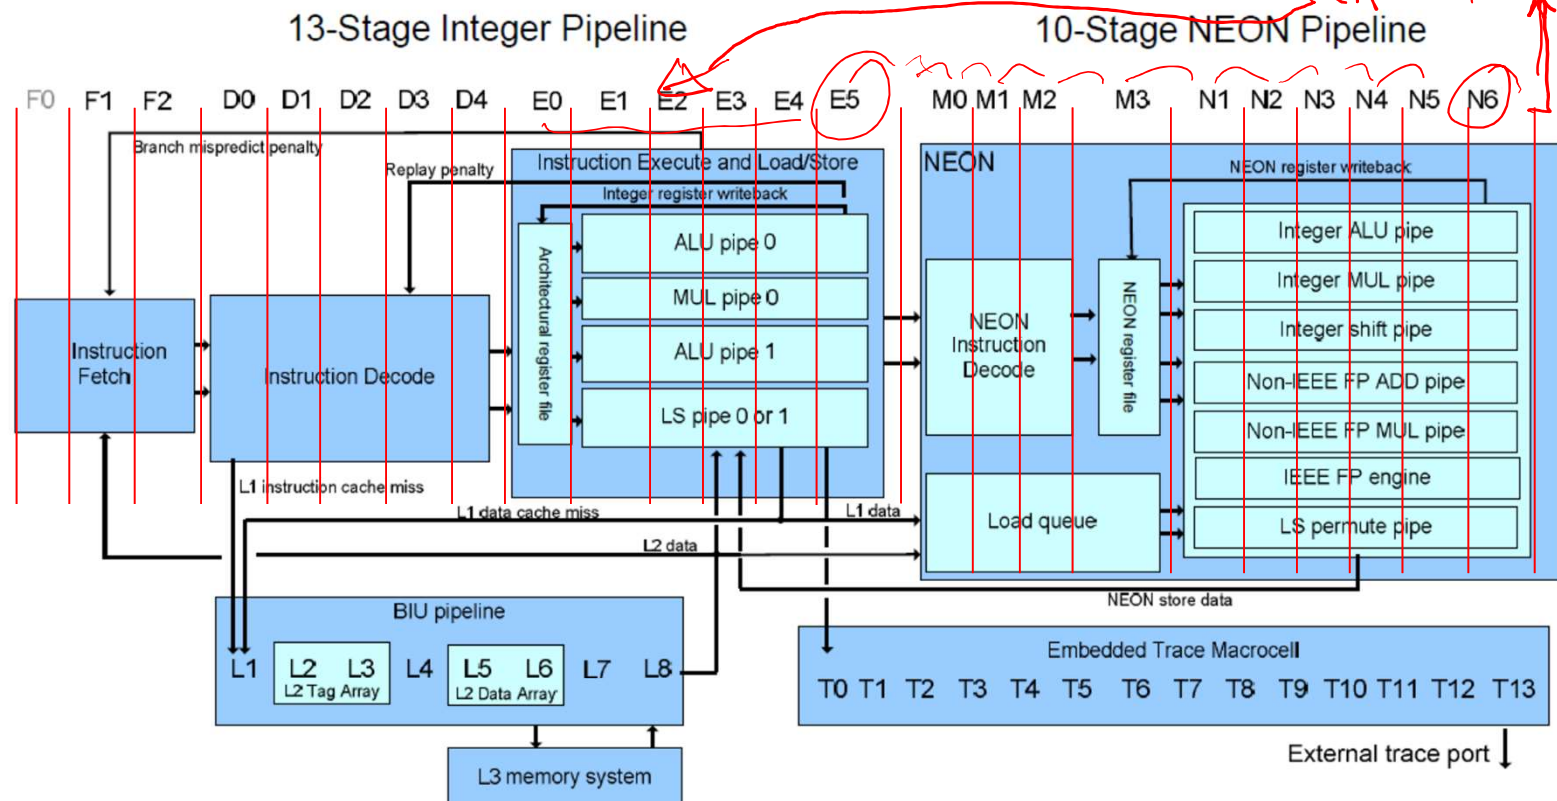 13-Stage Integer Pipeline
10-Stage NEON Pipeline
F0 F1 F2 D0 D1 D2 D3 D4 E0 E1 E2 E3 E4 E5 M0 M1 M2 M3 N1 N2 N3 N4 N5 N6
Branch mispredict penalty
Replay penalty
Instruction Execute and Load/Store
Integer register writeback
Architectural register file
ALU pipe 0
MUL pipe 0
ALU pipe 1
LS pipe 0 or 1
Instruction
Fetch
Instruction Decode
NEON
NEON register writeback
NEON
Instruction
Decode
NEON register file
Integer ALU pipe
Integer MUL pipe
Integer shift pipe
Non-IEEE FP ADD pipe
Non-IEEE FP MUL pipe
IEEE FP engine
LS permute pipe
Load queue
L1 instruction cache miss
L1 data cache miss
L1 data
L2 data
NEON store data
BIU pipeline
L1 L2 L3 L4 L5 L6 L7 L8
L2 Tag Array
L2 Data Array
L3 memory system
Embedded Trace Macrocell
T0 T1 T2 T3 T4 T5 T6 T7 T8 T9 T10 T11 T12 T13
External trace port